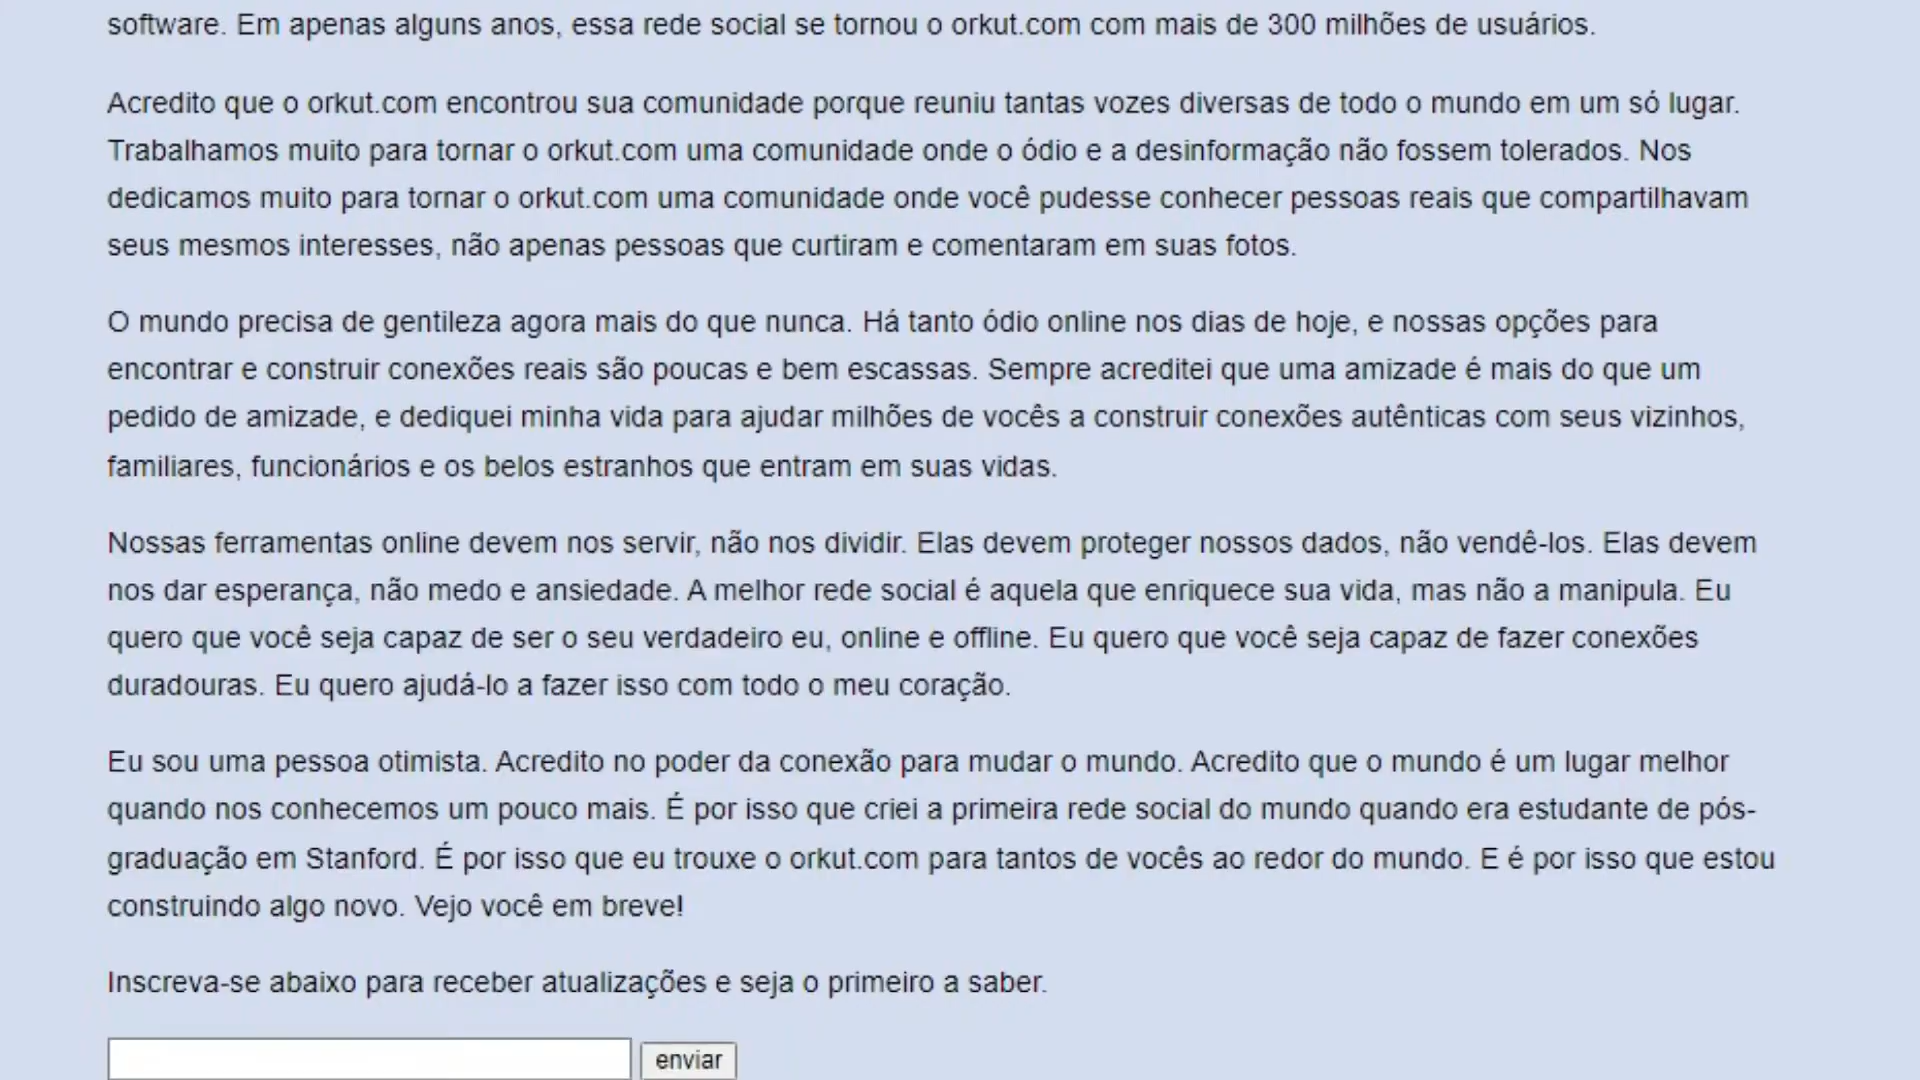 software. Em apenas alguns anos, essa rede social se tornou o orkut.com com mais de 300 milhões de usuários.
Acredito que o orkut.com encontrou sua comunidade porque reuniu tantas vozes diversas de todo o mundo em um só lugar.
Trabalhamos muito para tornar o orkut.com uma comunidade onde o ódio e a desinformação não fossem tolerados. Nos
dedicamos muito para tornar o orkut.com uma comunidade onde você pudesse conhecer pessoas reais que compartilhavam
seus mesmos interesses, não apenas pessoas que curtiram e comentaram em suas fotos.
O mundo precisa de gentileza agora mais do que nunca. Há tanto ódio online nos dias de hoje, e nossas opções para
encontrar e construir conexões reais são poucas e bem escassas. Sempre acreditei que uma amizade é mais do que um
pedido de amizade, e dediquei minha vida para ajudar milhões de vocês a construir conexões autênticas com seus vizinhos,
familiares, funcionários e os belos estranhos que entram em suas vidas.
Nossas ferramentas online devem nos servir, não nos dividir. Elas devem proteger nossos dados, não vendê-los. Elas devem
nos dar esperança, não medo e ansiedade. A melhor rede social é aquela que enriquece sua vida, mas não a manipula. Eu
quero que você seja capaz de ser o seu verdadeiro eu, online e offline. Eu quero que você seja capaz de fazer conexões
duradouras. Eu quero ajudá-lo a fazer isso com todo o meu coração.
Eu sou uma pessoa otimista. Acredito no poder da conexão para mudar o mundo. Acredito que o mundo é um lugar melhor
quando nos conhecemos um pouco mais. É por isso que criei a primeira rede social do mundo quando era estudante de pós-
graduação em Stanford. É por isso que eu trouxe o orkut.com para tantos de vocês ao redor do mundo. E é por isso que estou
construindo algo novo. Vejo você em breve!
Inscreva-se abaixo para receber atualizações e seja o primeiro a saber.
enviar